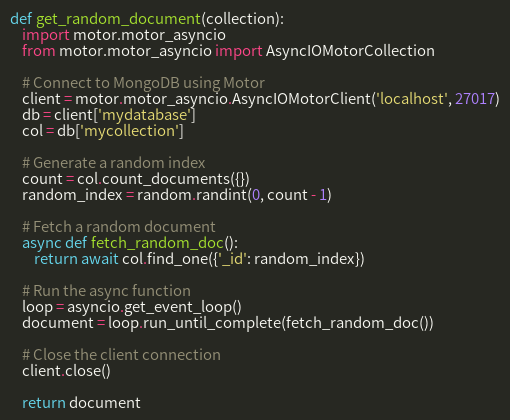 def get_random_document(collection):
    import motor.motor_asyncio
    from motor.motor_asyncio import AsyncIOMotorCollection

    # Connect to MongoDB using Motor
    client = motor.motor_asyncio.AsyncIOMotorClient('localhost', 27017)
    db = client['mydatabase']
    col = db['mycollection']

    # Generate a random index
    count = col.count_documents({})
    random_index = random.randint(0, count - 1)

    # Fetch a random document
    async def fetch_random_doc():
        return await col.find_one({'_id': random_index})

    # Run the async function
    loop = asyncio.get_event_loop()
    document = loop.run_until_complete(fetch_random_doc())

    # Close the client connection
    client.close()

    return document